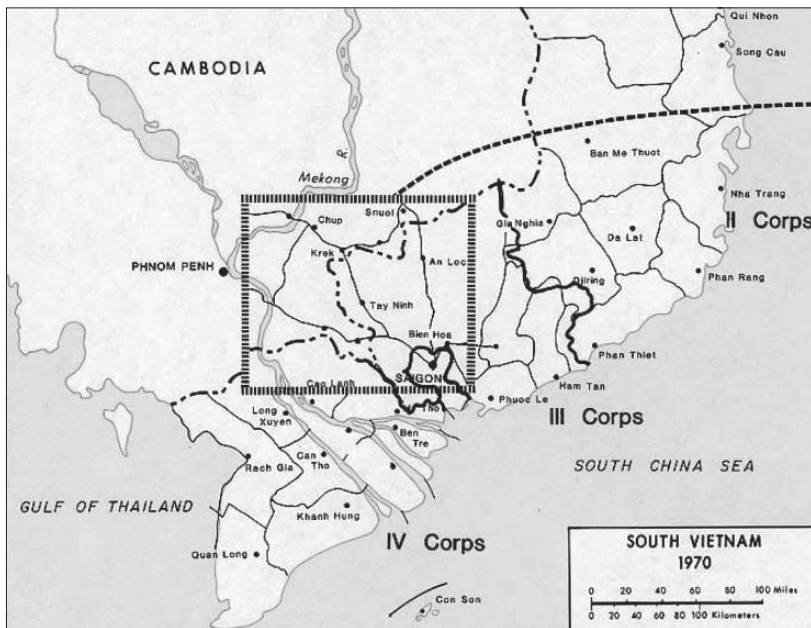 Qui Nhon
Song Cau
CAMBODIA
R.
Mekong
Ban Me Thuot
Nha Trang
II Corps
Snuol
Chup
Gia Nghia
Da Lat
Krek
An Loc
PHNOM PENH
Djiring
Phan Rang
Tay Ninh
Bien Hoa
Phan Thiet
SAIGON
Cao Lanh
Ham Tan
Phuoc Le
III Corps
Long
Xuyen
Tho
Ben
Tre
Can
Tho
Rach Gia
SOUTH CHINA SEA
GULF OF THAILAND
Khanh Hung
IV Corps
Quan Long
SOUTH VIETNAM
1970
0 20 40 60 80 100 Miles
0 20 40 60 80 100 Kilometers
Con Son